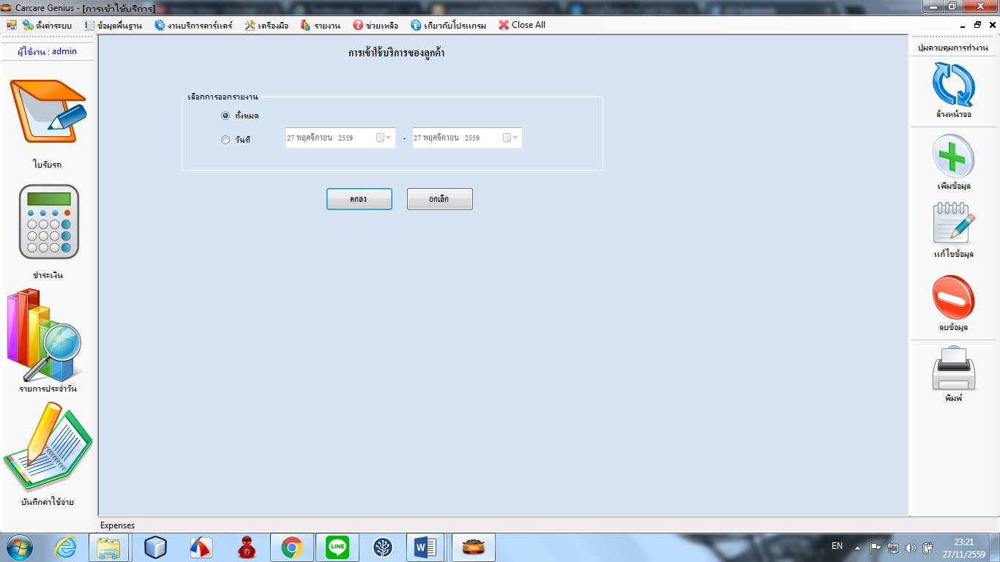 Carcare Genius - [การเข้าใช้บริการ]
ตั้งค่าระบบ ข้อมูลพื้นฐาน งานบริการคาร์แคร์ เครื่องมือ รายงาน ช่วยเหลือ เกี่ยวกับโปรแกรม Close All
ผู้ใช้งาน : admin
ใบรับรถ
ชำระเงิน
รายการประจำวัน
บันทึกค่าใช้จ่าย
การเข้าใช้บริการของลูกค้า
เลือกการออกรายงาน
ทั้งหมด
วันที่ 27 พฤศจิกายน 2559 - 27 พฤศจิกายน 2559
ตกลง ยกเลิก
ปุ่มควบคุมการทำงาน
ล้างหน้าจอ
เพิ่มข้อมูล
แก้ไขข้อมูล
ลบข้อมูล
พิมพ์
Expenses
LINE
EN
23:21
27/11/2559